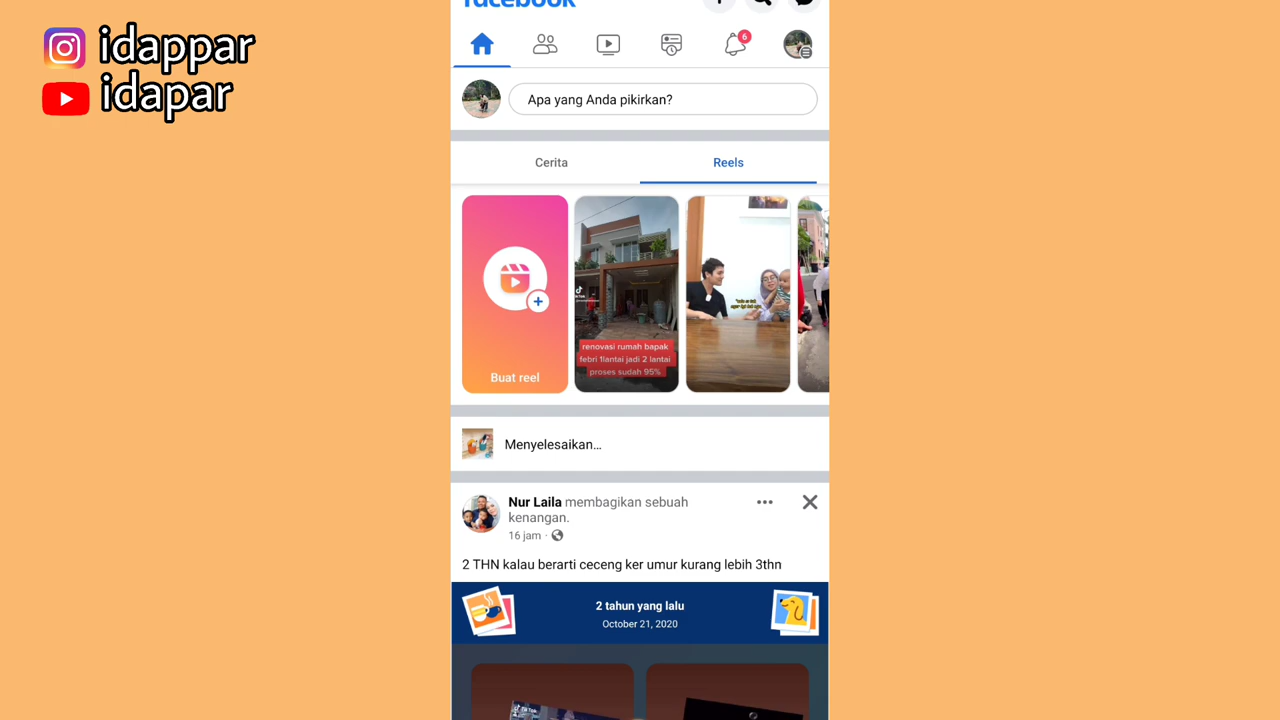 idappar
idapar
facebook
6
Apa yang Anda pikirkan?
Cerita
Reels
renovasi rumah bapak
febri 1lantai jadi 2 lantai
proses sudah 95%
Buat reel
Menyelesaikan...
Nur Laila membagikan sebuah
kenangan.
16 jam ·
2 THN kalau berarti ceceng ker umur kurang lebih 3thn
2 tahun yang lalu
October 21, 2020
TikTok